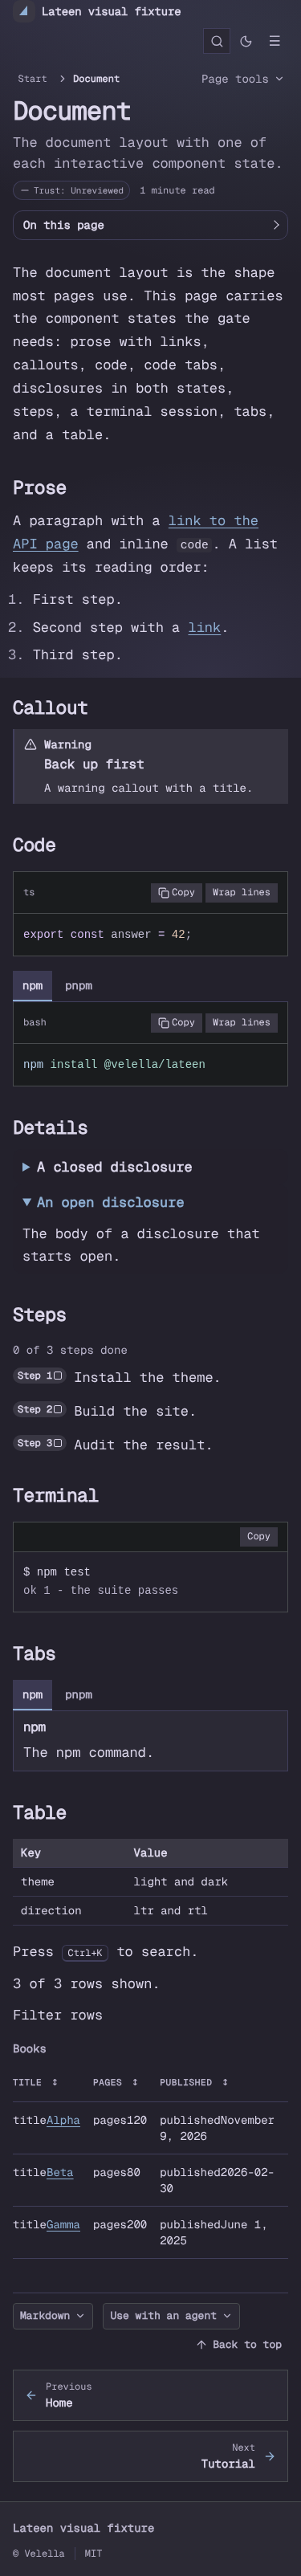 Lateen visual fixture
Start > Document
Page tools
Document
The document layout with one of
each interactive component state.
— Trust: Unreviewed
1 minute read
On this page
The document layout is the shape
most pages use. This page carries
the component states the gate
needs: prose with links,
callouts, code, code tabs,
disclosures in both states,
steps, a terminal session, tabs,
and a table.
Prose
A paragraph with a link to the
API page and inline code. A list
keeps its reading order:
1. First step.
2. Second step with a link.
3. Third step.
Callout
Warning
Back up first
A warning callout with a title.
Code
ts
Copy
Wrap lines
export const answer = 42;
npm
pnpm
bash
Copy
Wrap lines
npm install @velella/lateen
Details
A closed disclosure
An open disclosure
The body of a disclosure that
starts open.
Steps
0 of 3 steps done
Step 1 Install the theme.
Step 2 Build the site.
Step 3 Audit the result.
Terminal
Copy
$ npm test
ok 1 - the suite passes
Tabs
npm
pnpm
npm
The npm command.
Table
Key Value
theme light and dark
direction ltr and rtl
Press Ctrl+K to search.
3 of 3 rows shown.
Filter rows
Books
TITLE ↕ PAGES ↕ PUBLISHED ↕
titleAlpha pages120 publishedNovember
9, 2026
titleBeta pages80 published2026-02-
30
titleGamma pages200 publishedJune 1,
2025
Markdown
Use with an agent
↑ Back to top
← Previous
Home
Next
Tutorial →
Lateen visual fixture
© Velella
MIT